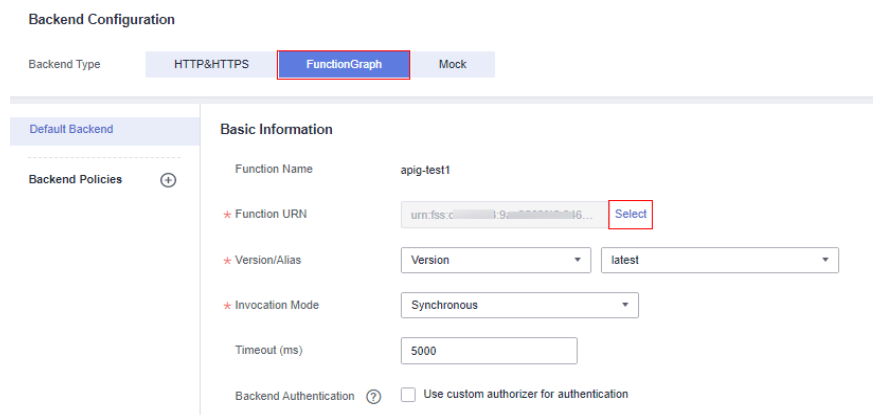 Backend Configuration
Backend Type HTTP&HTTPS FunctionGraph Mock
Default Backend
Backend Policies
Basic Information
Function Name apig-test1
* Function URN urn:fss: Select
* Version/Alias Version latest
* Invocation Mode Synchronous
Timeout (ms) 5000
Backend Authentication ? Use custom authorizer for authentication